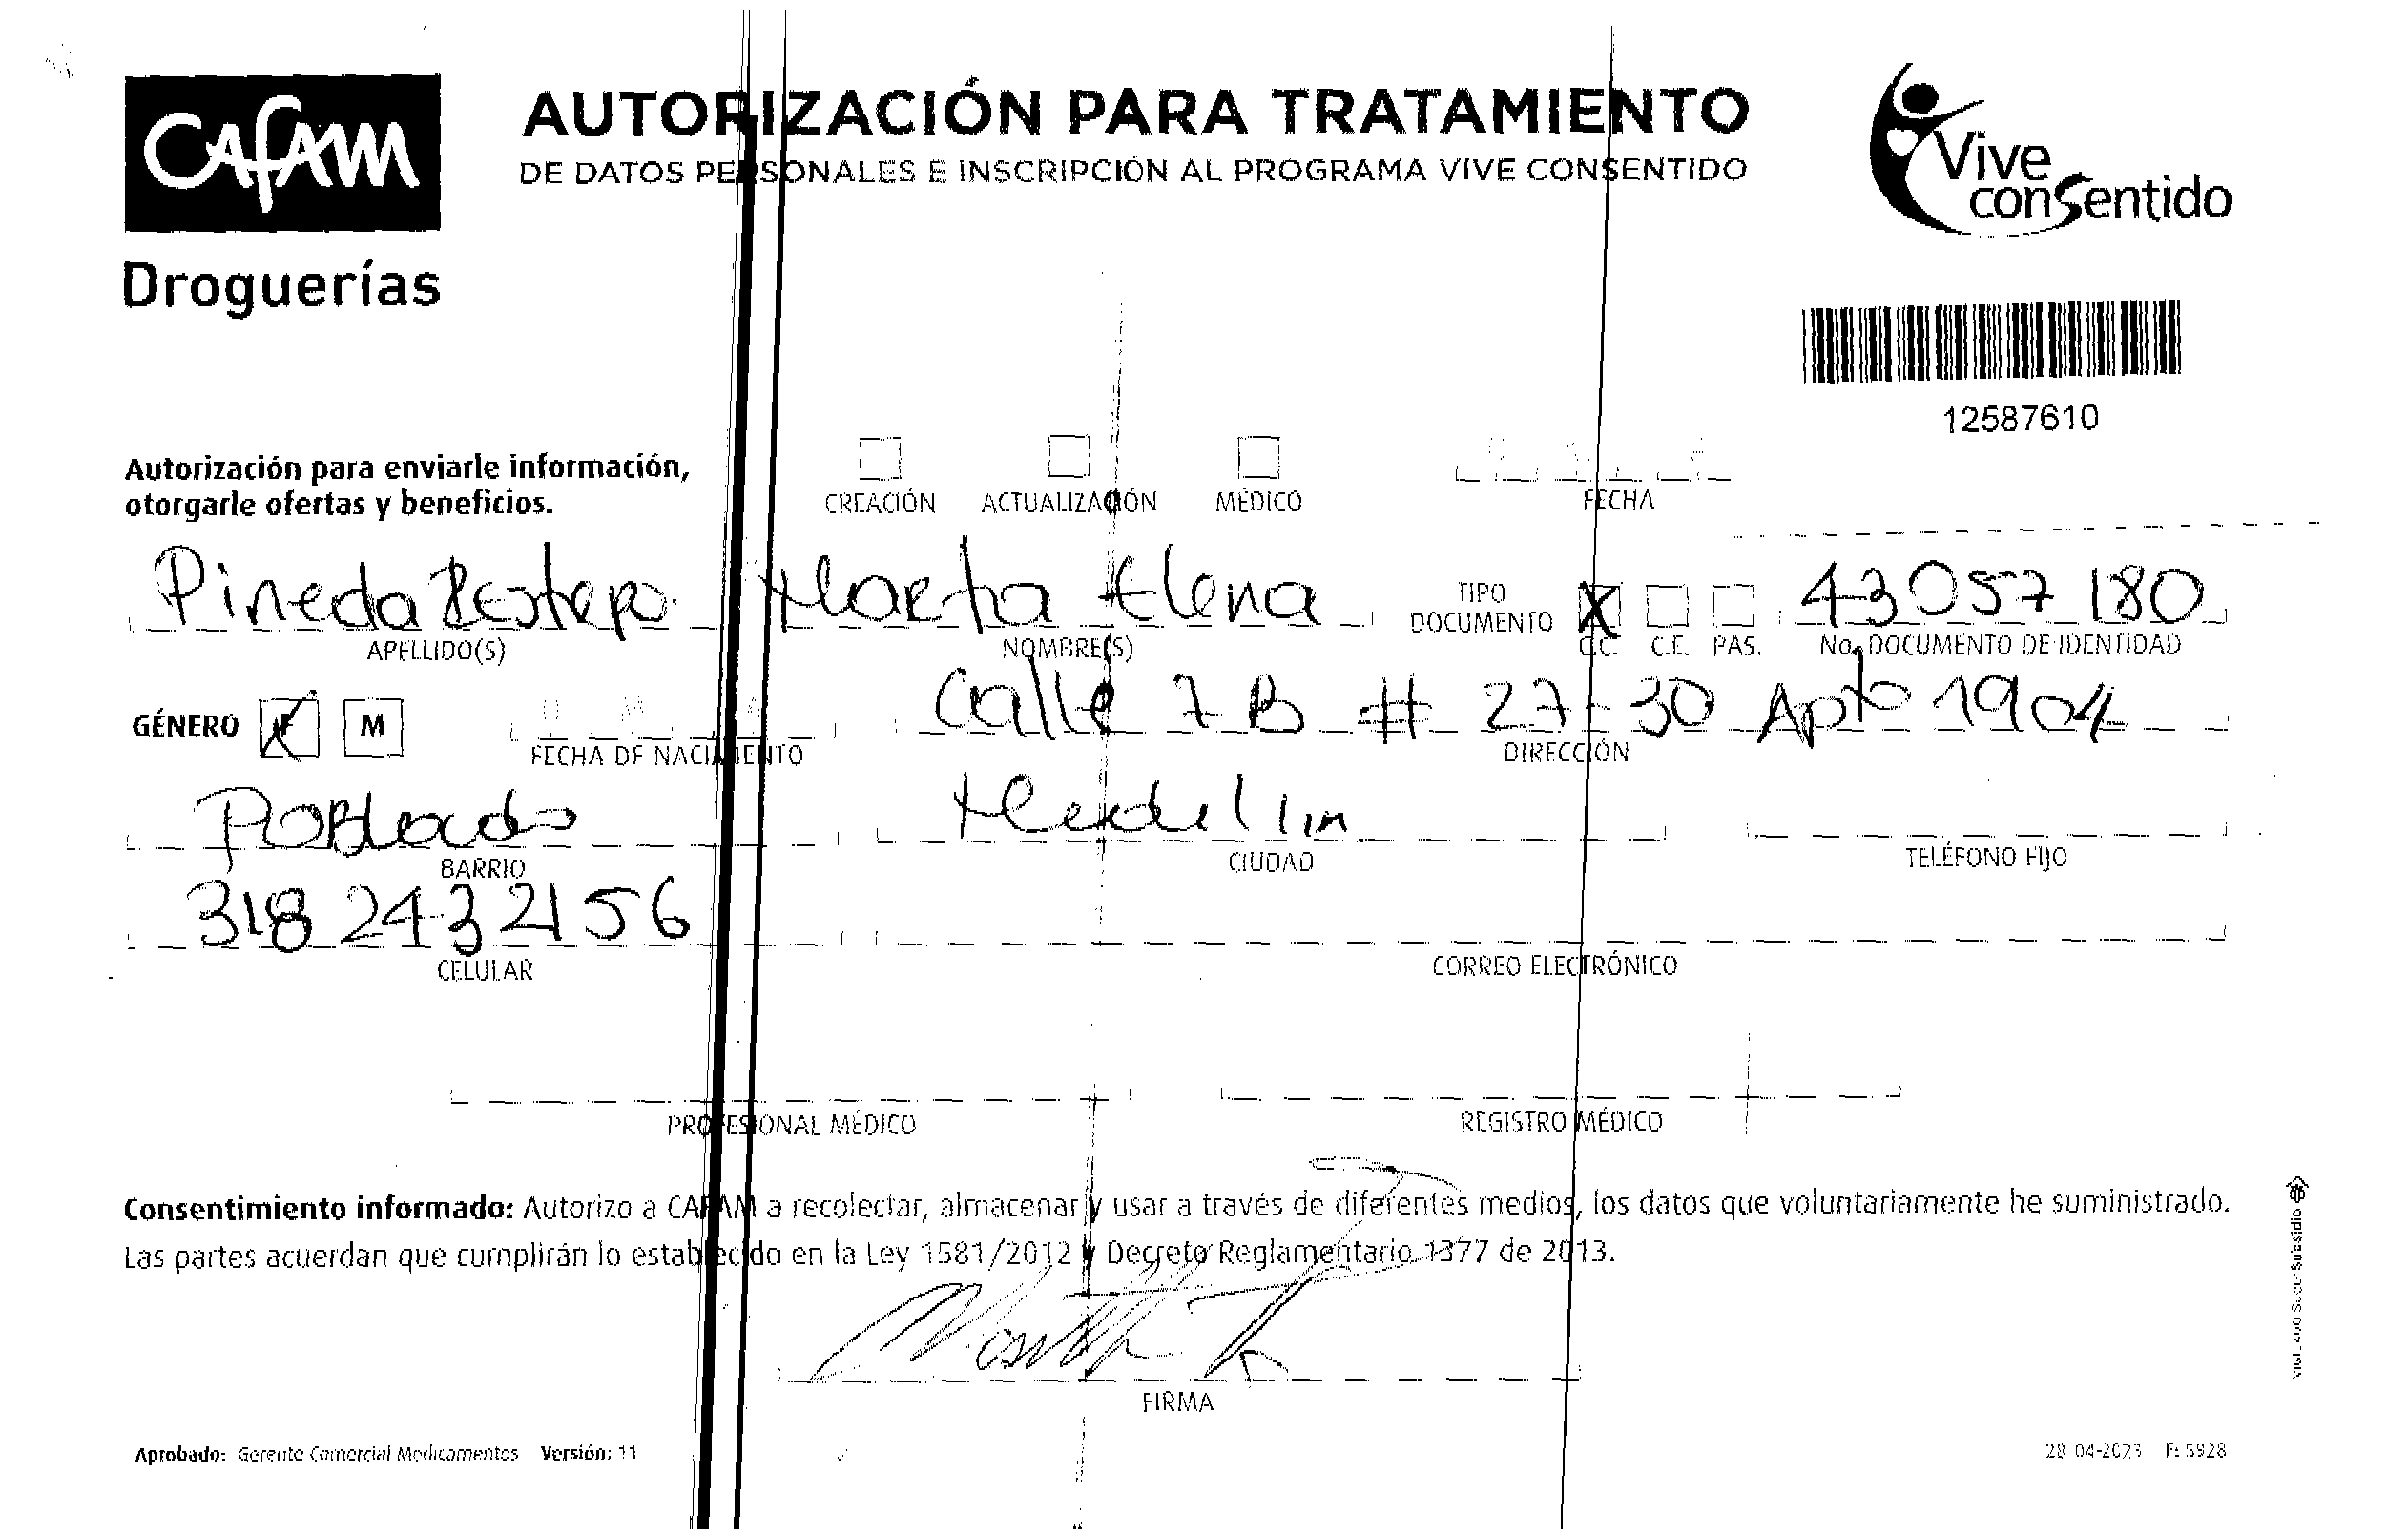 CAFAM
Droguerías
AUTORIZACIÓN PARA TRATAMIENTO
DE DATOS PERSONALES E INSCRIPCIÓN AL PROGRAMA VIVE CONSENTIDO
Vive
conSentido
12587610
Autorización para enviarle información,
otorgarle ofertas y beneficios.
CREACIÓN ACTUALIZACIÓN MÉDICO FECHA
Pineda Restrepo Marta Elena TIPO DOCUMENTO X 43057180
APELLIDO(S) NOMBRE(S) C.C. C.E. PAS. No. DOCUMENTO DE IDENTIDAD
GÉNERO F M Calle 7 B # 27-30 Apto 1904
FECHA DE NACIMIENTO DIRECCIÓN
Poblado Medellin
BARRIO CIUDAD TELÉFONO FIJO
318 2432156
CELULAR CORREO ELECTRÓNICO
PROFESIONAL MÉDICO REGISTRO MÉDICO
Consentimiento informado: Autorizo a CAFAM a recolectar, almacenar y usar a través de diferentes medios, los datos que voluntariamente he suministrado.
Las partes acuerdan que cumplirán lo establecido en la Ley 1581/2012 y Decreto Reglamentario 1377 de 2013.
FIRMA
Aprobado: Gerente Comercial Medicamentos Versión: 11
28-04-2023 F: 5928